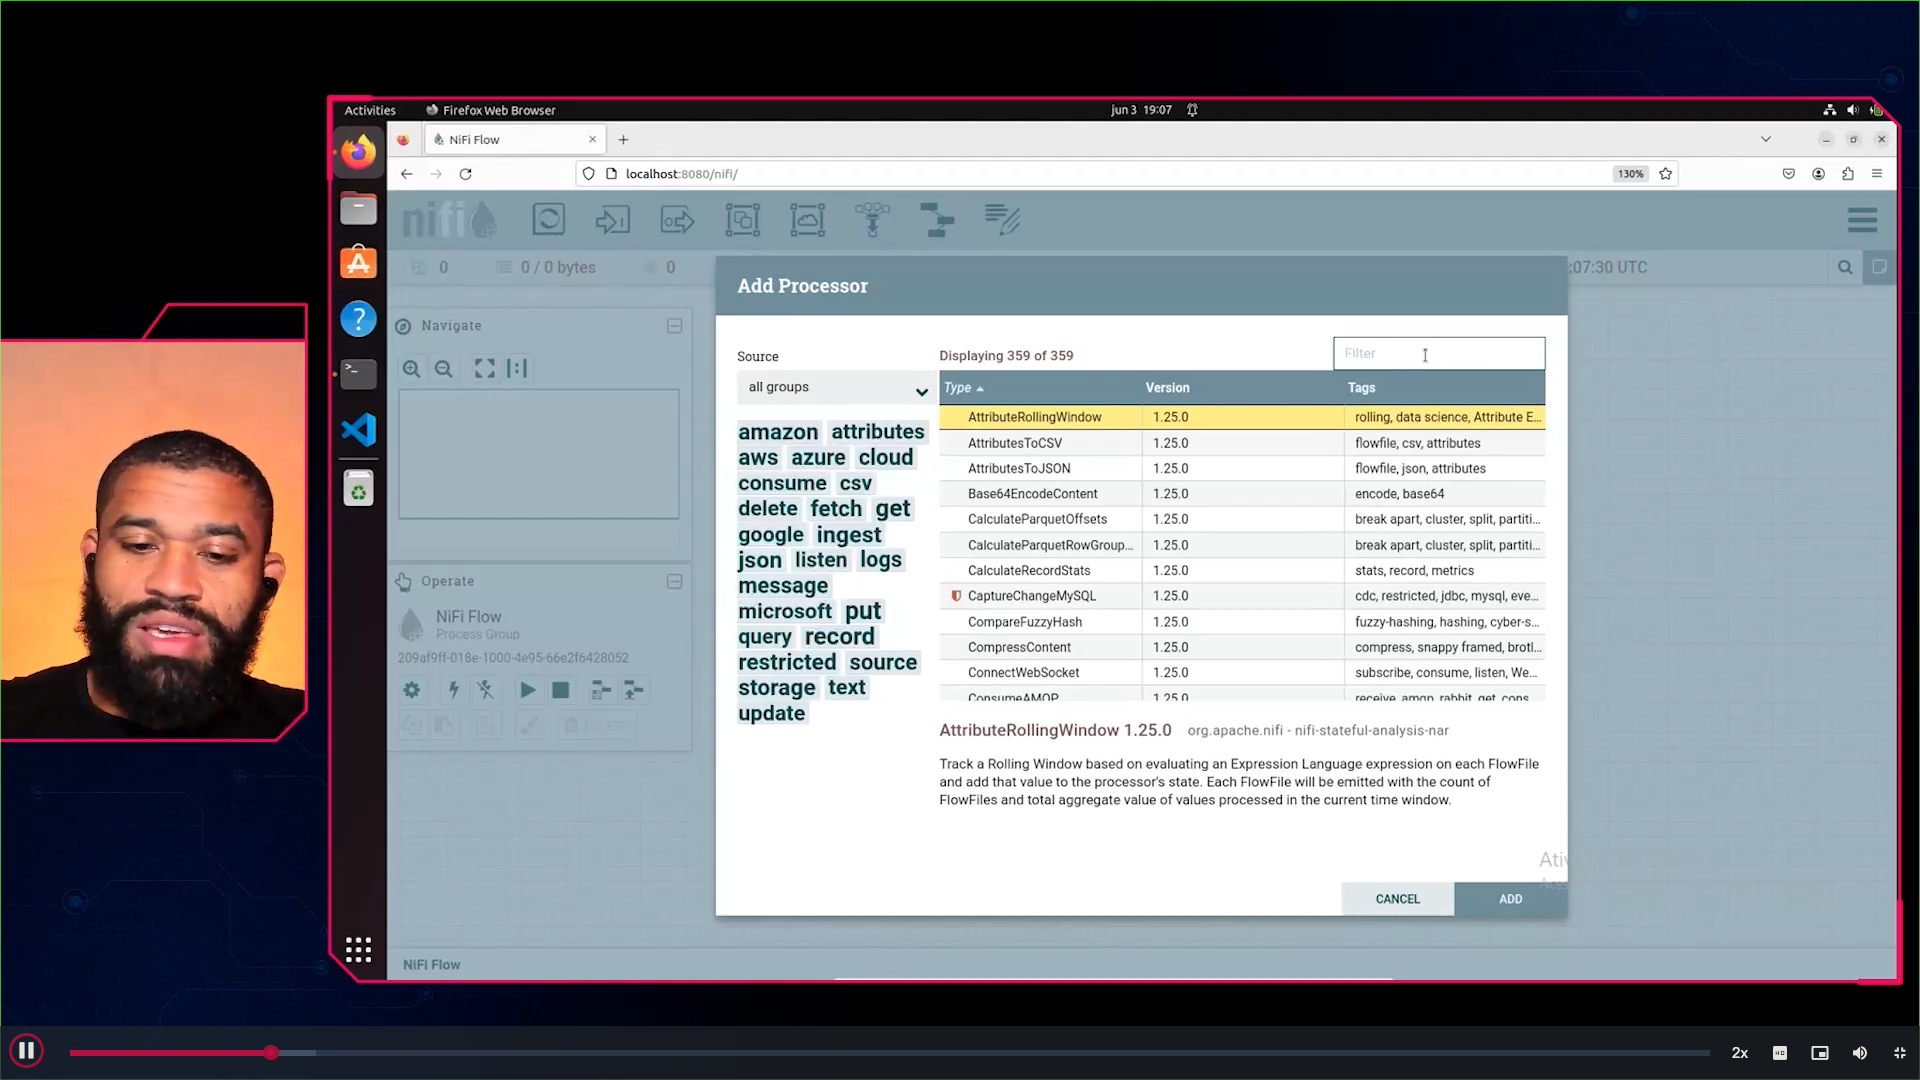 Activities
Firefox Web Browser
jun 3 19:07
NiFi Flow
localhost:8080/nifi/
130%
nifi
0
0 / 0 bytes
0
:07:30 UTC
Navigate
Operate
NiFi Flow
Process Group
209af9ff-018e-1000-4e95-66e2f6428052
DELETE
Add Processor
Source
Displaying 359 of 359
Filter
all groups
Type Version Tags
amazon attributes
aws azure cloud
consume csv
delete fetch get
google ingest
json listen logs
message
microsoft put
query record
restricted source
storage text
update
AttributeRollingWindow 1.25.0 rolling, data science, Attribute E...
AttributesToCSV 1.25.0 flowfile, csv, attributes
AttributesToJSON 1.25.0 flowfile, json, attributes
Base64EncodeContent 1.25.0 encode, base64
CalculateParquetOffsets 1.25.0 break apart, cluster, split, partiti...
CalculateParquetRowGroup... 1.25.0 break apart, cluster, split, partiti...
CalculateRecordStats 1.25.0 stats, record, metrics
CaptureChangeMySQL 1.25.0 cdc, restricted, jdbc, mysql, eve...
CompareFuzzyHash 1.25.0 fuzzy-hashing, hashing, cyber-s...
CompressContent 1.25.0 compress, snappy framed, brotl...
ConnectWebSocket 1.25.0 subscribe, consume, listen, We...
ConsumeAMQP 1.25.0 receive, amqp, rabbit, get, cons...
AttributeRollingWindow 1.25.0 org.apache.nifi - nifi-stateful-analysis-nar
Track a Rolling Window based on evaluating an Expression Language expression on each FlowFile
and add that value to the processor's state. Each FlowFile will be emitted with the count of
FlowFiles and total aggregate value of values processed in the current time window.
CANCEL
ADD
NiFi Flow
2x